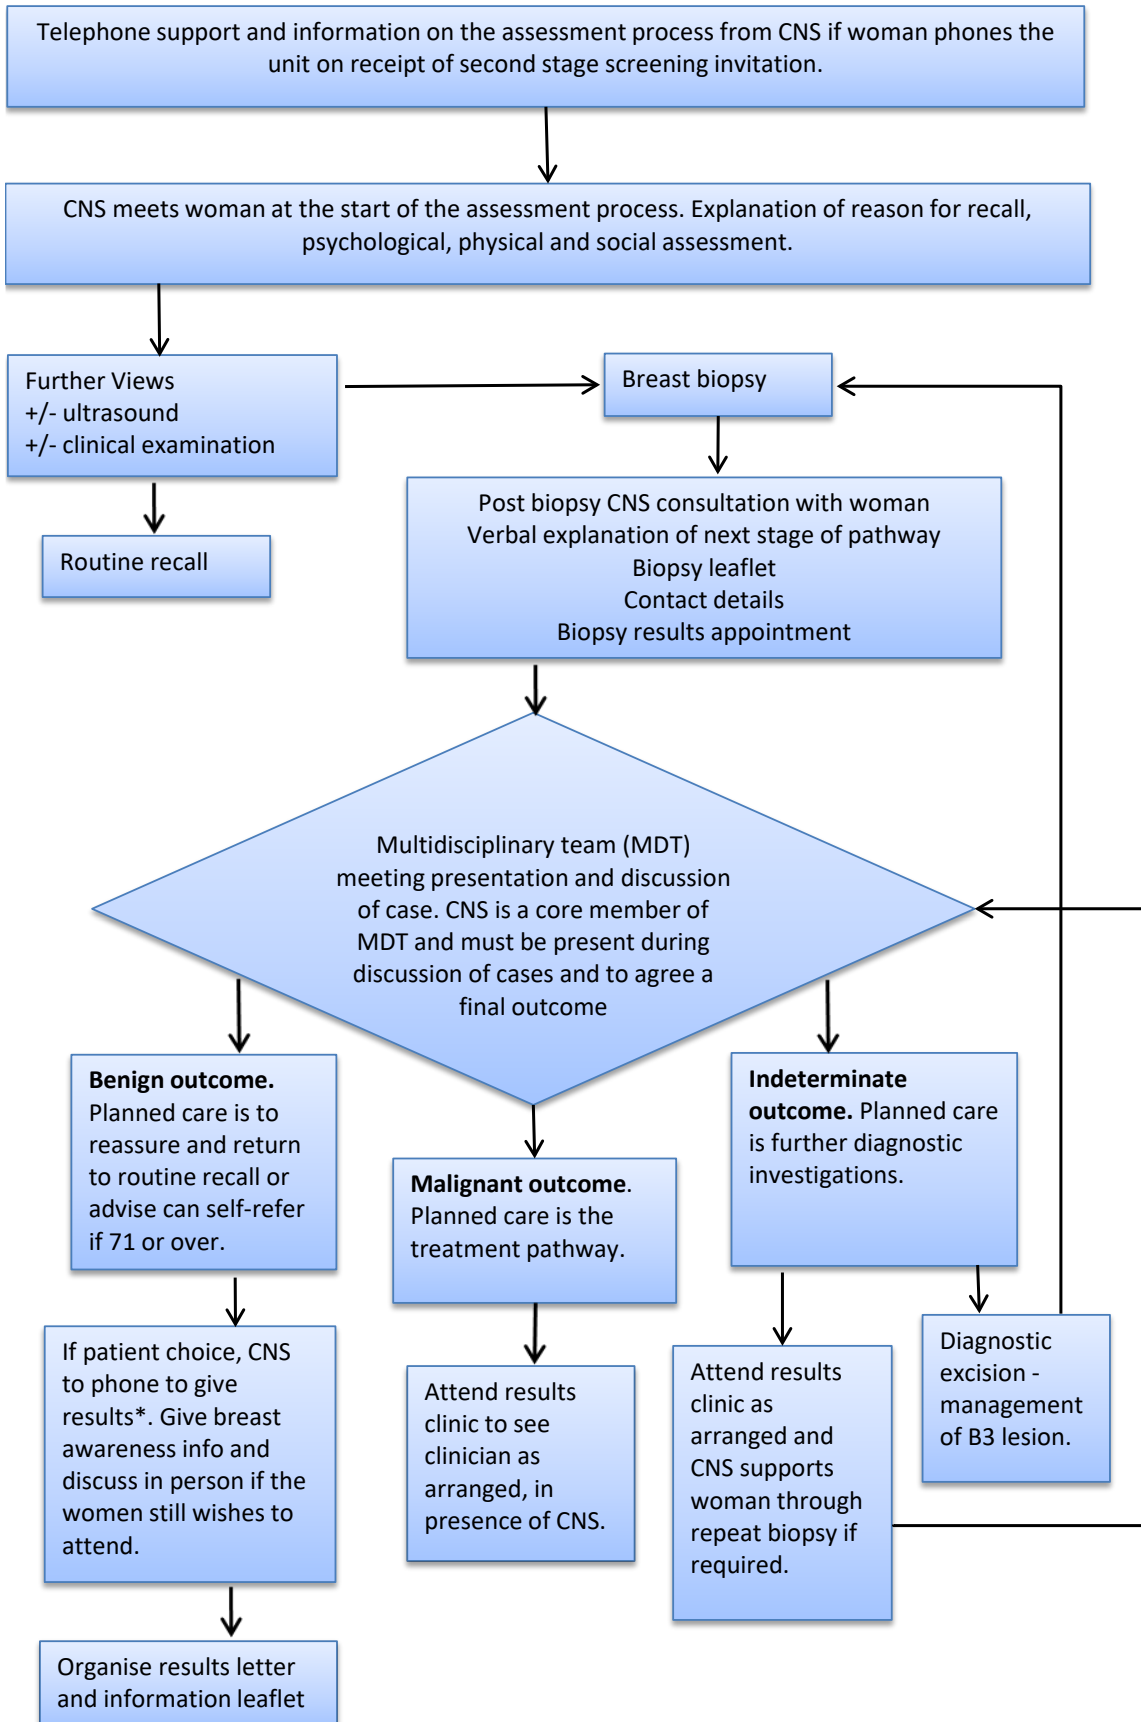 Telephone support and information on the assessment process from CNS if woman phones the
unit on receipt of second stage screening invitation.
CNS meets woman at the start of the assessment process. Explanation of reason for recall,
psychological, physical and social assessment.
Further Views
+/- ultrasound
+/- clinical examination
Breast biopsy
Routine recall
Post biopsy CNS consultation with woman
Verbal explanation of next stage of pathway
Biopsy leaflet
Contact details
Biopsy results appointment
Multidisciplinary team (MDT)
meeting presentation and discussion
of case. CNS is a core member of
MDT and must be present during
discussion of cases and to agree a
final outcome
Benign outcome.
Planned care is to
reassure and return
to routine recall or
advise can self-refer
if 71 or over.
Malignant outcome.
Planned care is the
treatment pathway.
Indeterminate
outcome. Planned care
is further diagnostic
investigations.
If patient choice, CNS
to phone to give
results*. Give breast
awareness info and
discuss in person if the
women still wishes to
attend.
Attend results
clinic to see
clinician as
arranged, in
presence of CNS.
Attend results
clinic as
arranged and
CNS supports
woman through
repeat biopsy if
required.
Diagnostic
excision -
management
of B3 lesion.
Organise results letter
and information leaflet